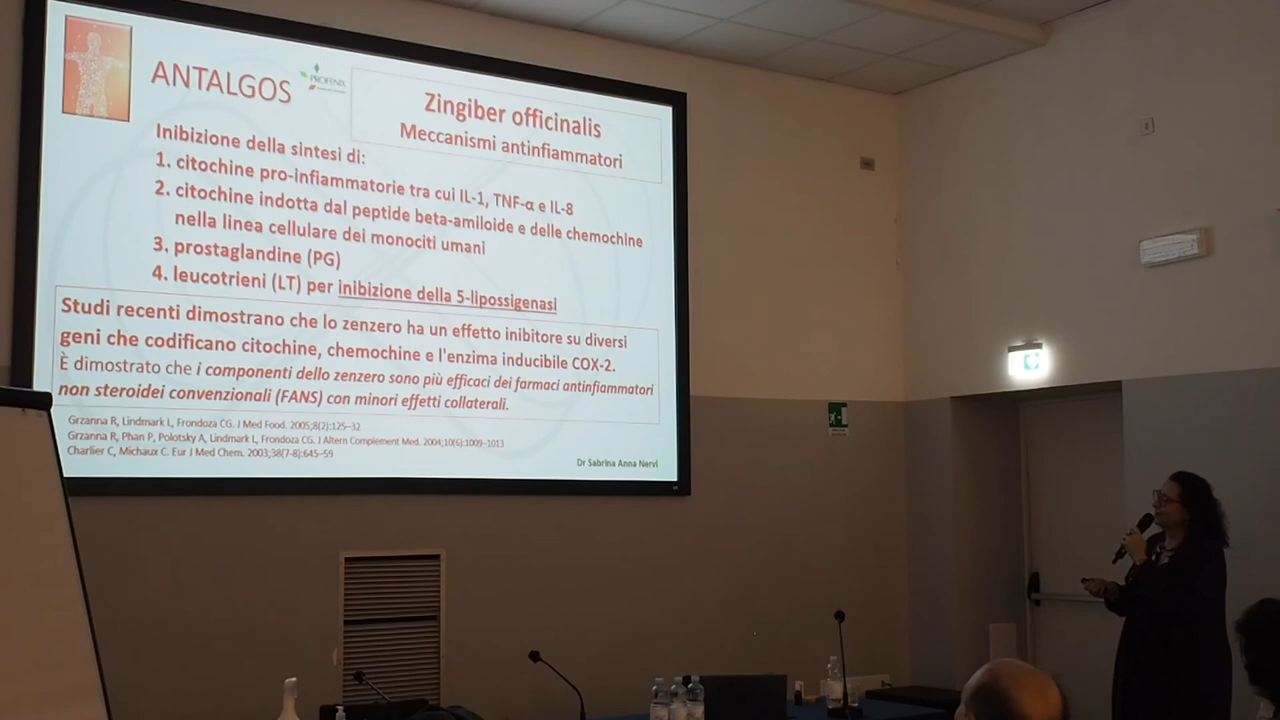 ANTALGOS
PROFENIX
Zingiber officinalis
Meccanismi antinfiammatori
Inibizione della sintesi di:
1. citochine pro-infiammatorie tra cui IL-1, TNF-α e IL-8
2. citochine indotta dal peptide beta-amiloide e delle chemochine
nella linea cellulare dei monociti umani
3. prostaglandine (PG)
4. leucotrieni (LT) per inibizione della 5-lipossigenasi
Studi recenti dimostrano che lo zenzero ha un effetto inibitore su diversi
geni che codificano citochine, chemochine e l'enzima inducibile COX-2.
È dimostrato che i componenti dello zenzero sono più efficaci dei farmaci antinfiammatori
non steroidei convenzionali (FANS) con minori effetti collaterali.
Grzanna R, Lindmark L, Frondoza CG. J Med Food. 2005;8(2):125–32
Grzanna R, Phan P, Polotsky A, Lindmark L, Frondoza CG. J Altern Complement Med. 2004;10(6):1009–1013
Charlier C, Michaux C. Eur J Med Chem. 2003;38(7-8):645–59
Dr Sabrina Anna Nervi